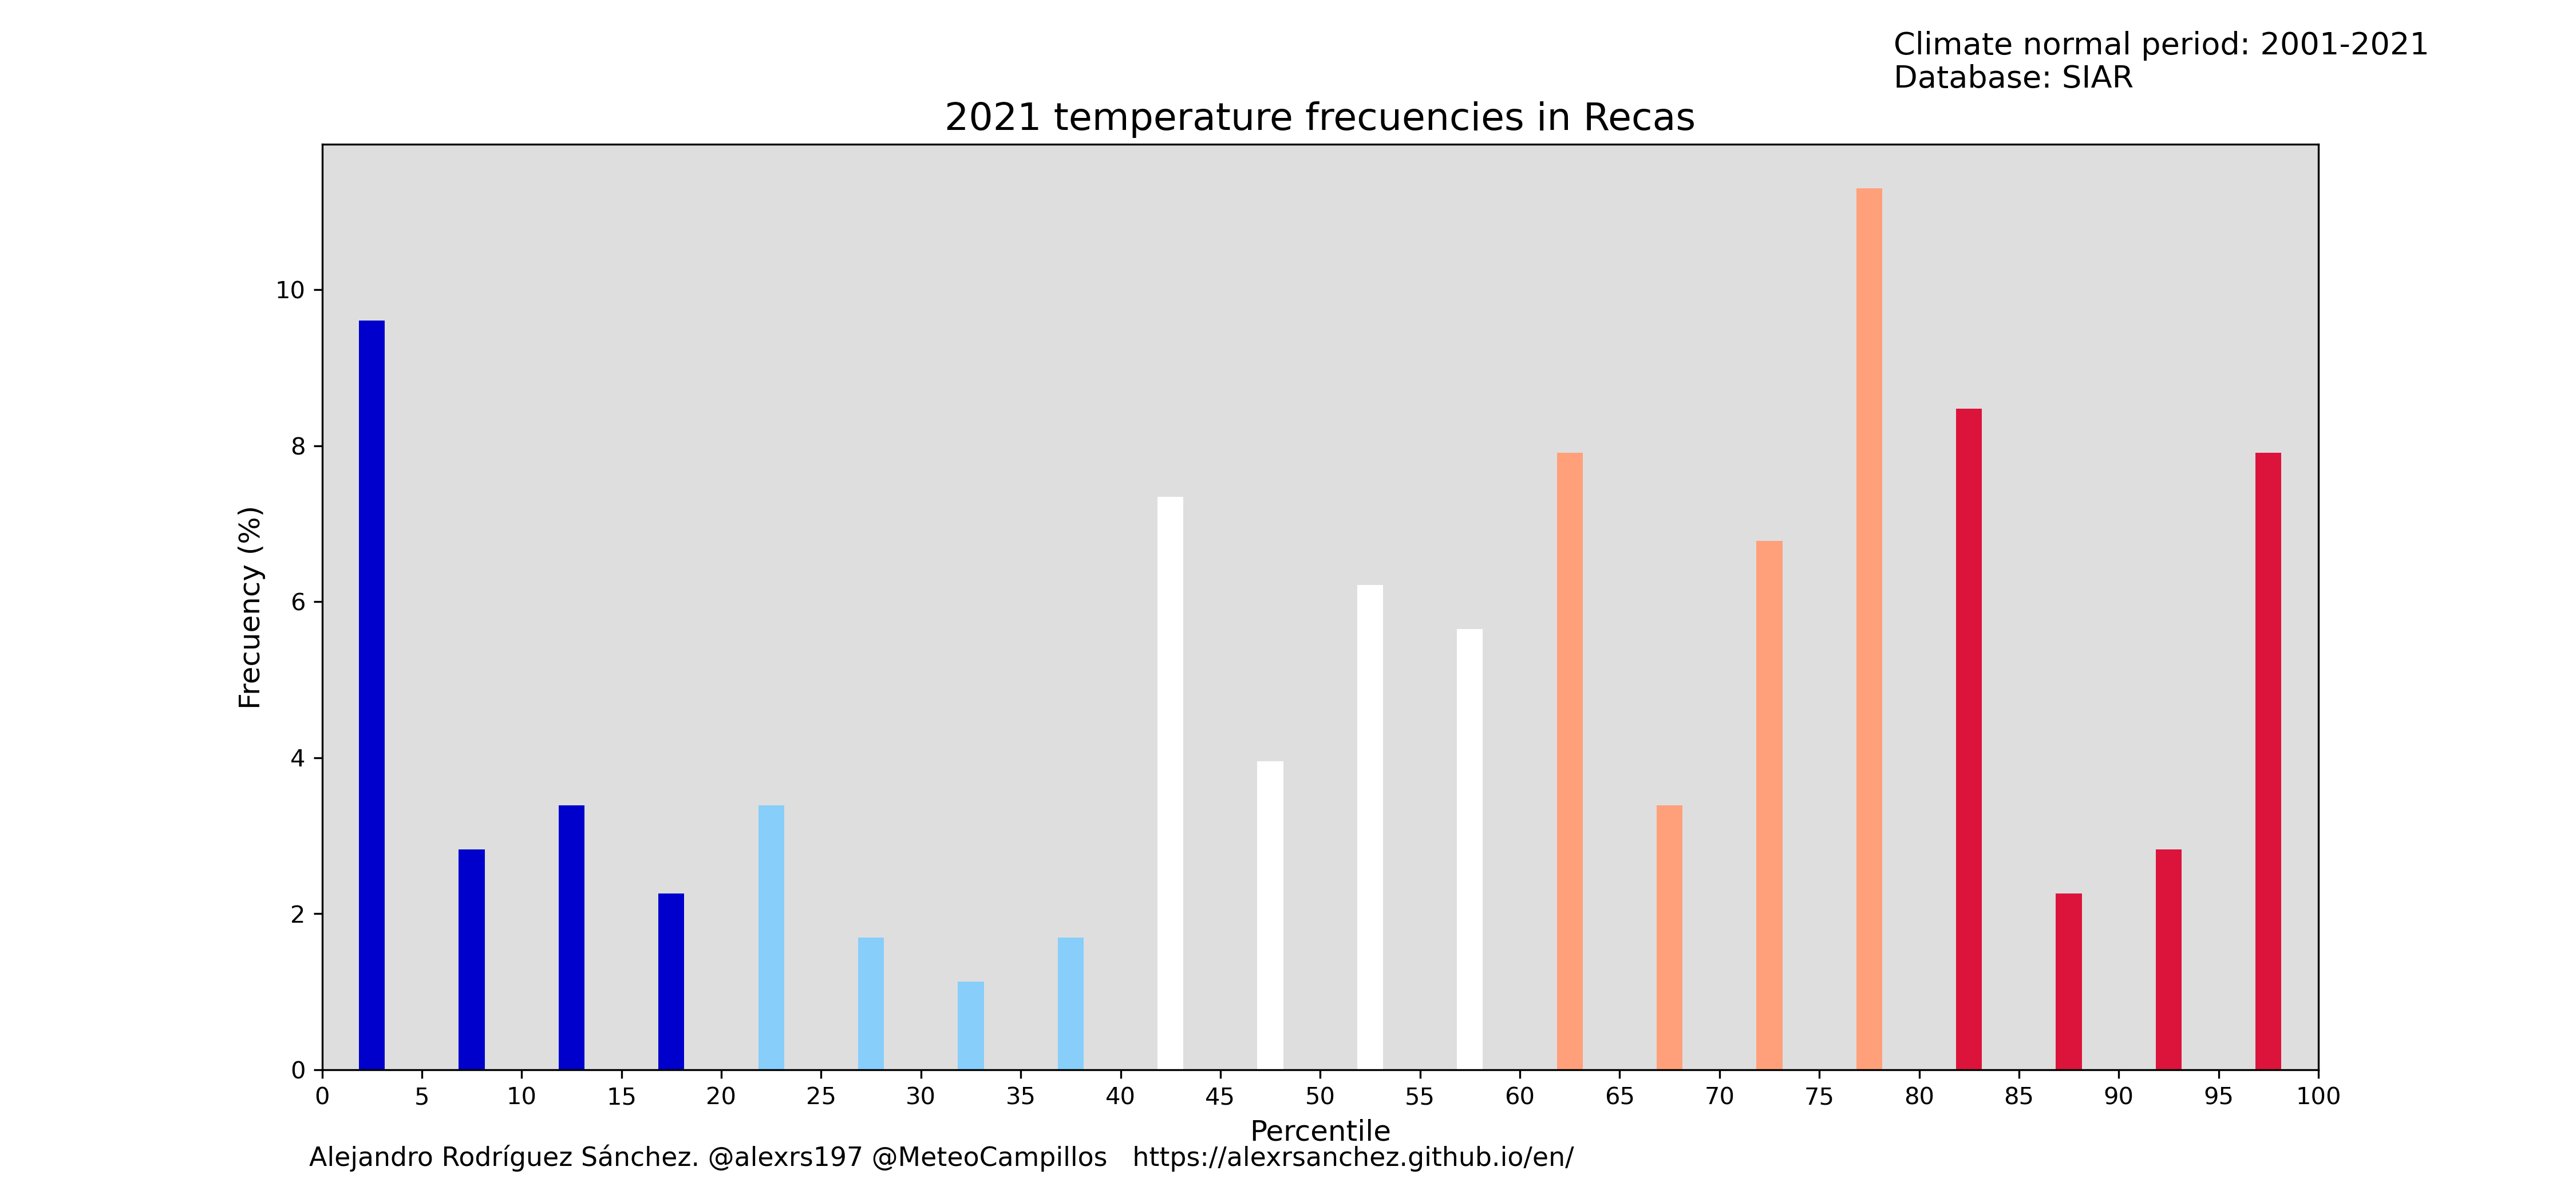 Climate normal period: 2001-2021
Database: SIAR
2021 temperature frecuencies in Recas
Frecuency (%)
10
8
6
4
2
0
0 5 10 15 20 25 30 35 40 45 50 55 60 65 70 75 80 85 90 95 100
Percentile
Alejandro Rodríguez Sánchez. @alexrs197 @MeteoCampillos https://alexrsanchez.github.io/en/